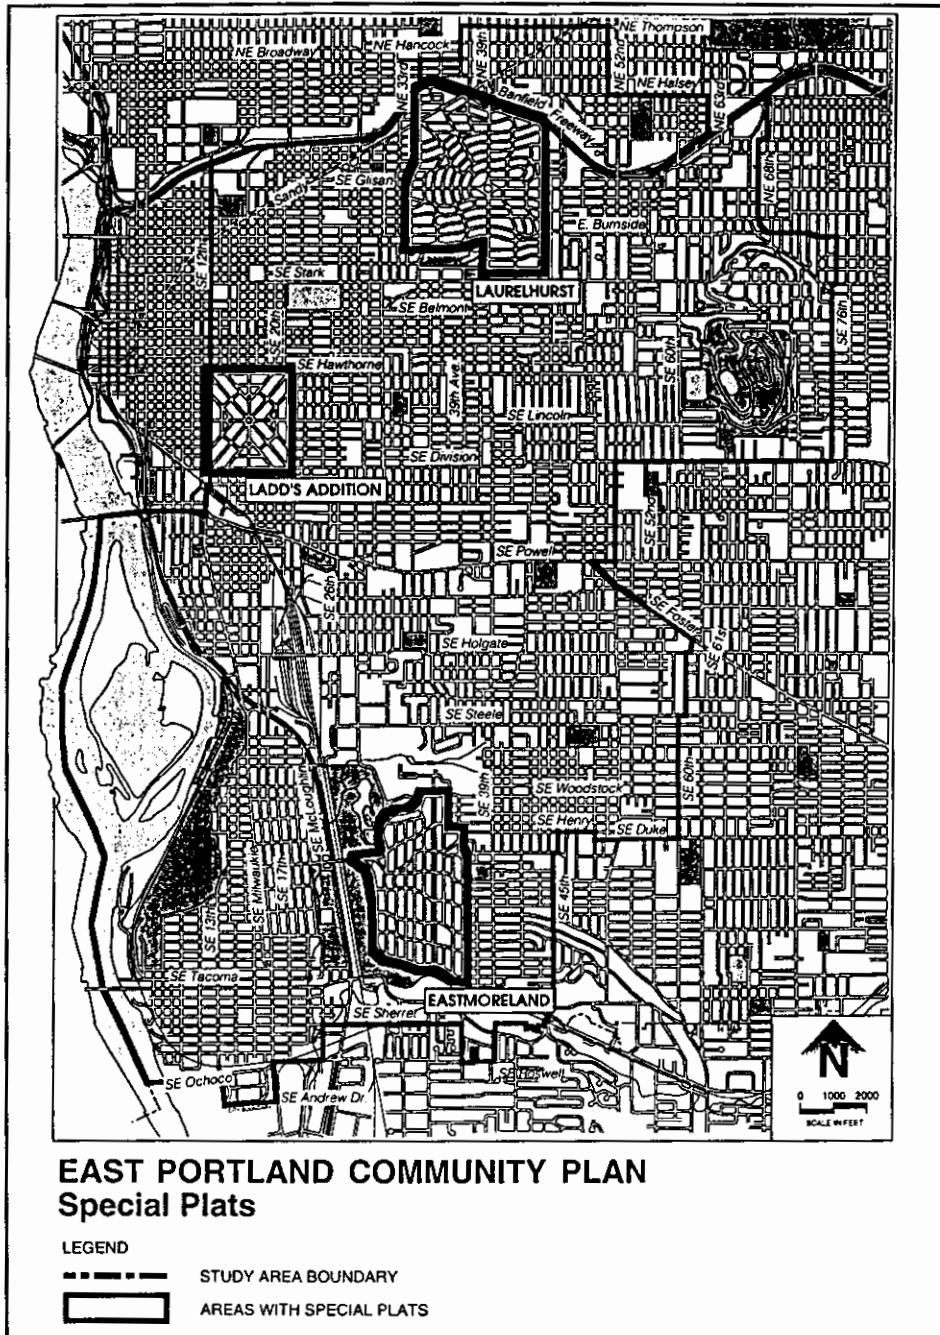 NE Thompson
NE Broadway
NE Hancock
NE 39th
NE 52nd
NE Halsey
NE 33rd
NE 63rd
Banfield Freeway
NE 68th
Sandy
SE Glisan
E. Burnside
SE 12th
SE Stark
LAURELHURST
SE Belmont
SE 20th
SE 76th
SE Hawthorne
SE 60th
39th Ave.
SE Lincoln
SE Division
LADD'S ADDITION
SE 52nd
SE Powell
SE 26th
SE Foster
SE Holgate
SE 61st
SE Steele
SE 39th
SE 60th
SE Woodstock
SE McLoughlin
SE Henry
SE Duke
SE Milwaukie
SE 17th
SE 45th
SE 13th
SE Tacoma
EASTMORELAND
SE Sherret
SE Ochoco
SE Roswell
SE Andrew Dr.
N
0 1000 2000
SCALE IN FEET
EAST PORTLAND COMMUNITY PLAN
Special Plats
LEGEND
STUDY AREA BOUNDARY
AREAS WITH SPECIAL PLATS